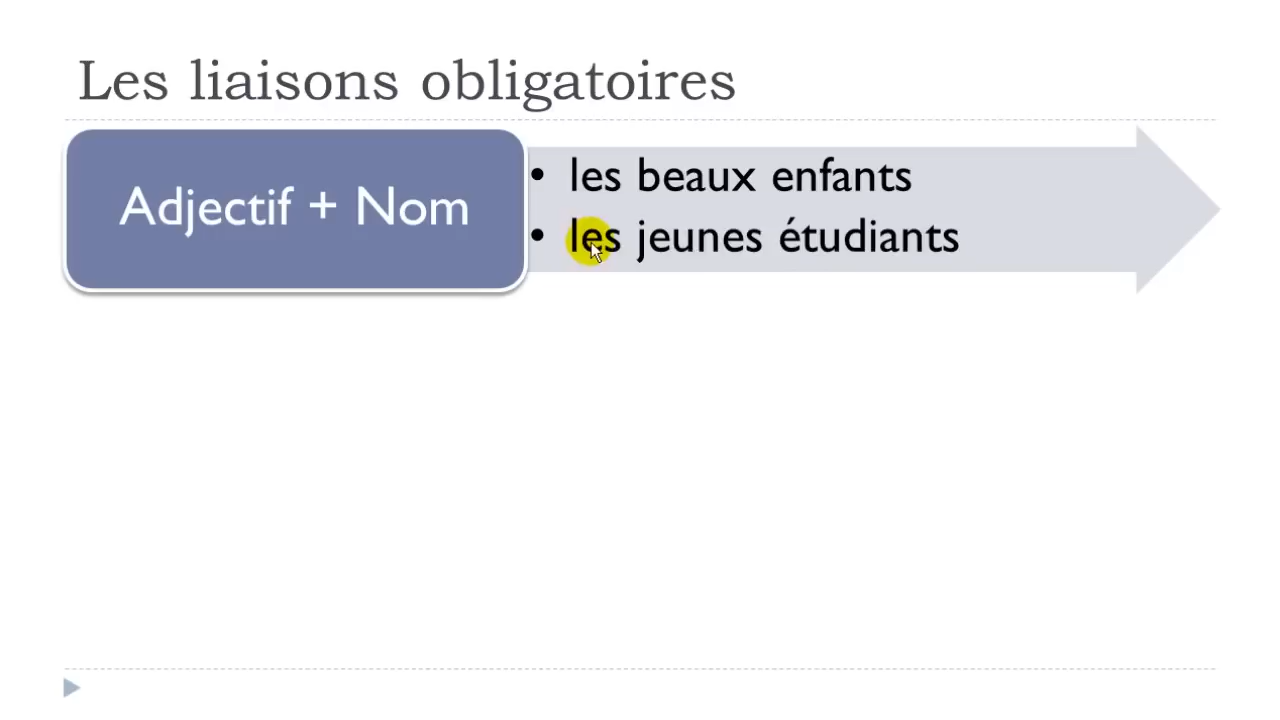 Les liaisons obligatoires
Adjectif + Nom
• les beaux enfants
• les jeunes étudiants